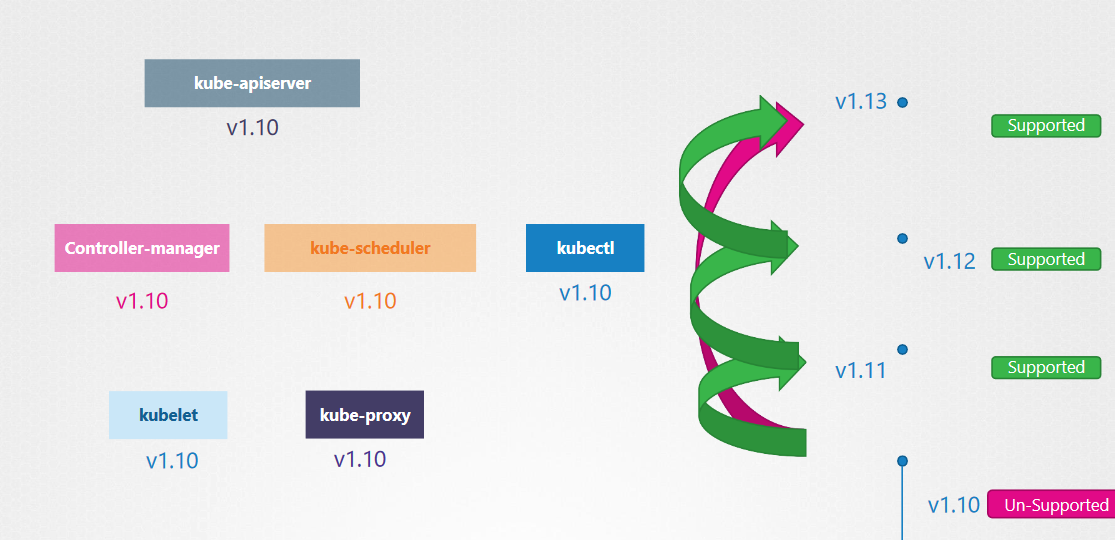 kube-apiserver
v1.10
Controller-manager
v1.10
kube-scheduler
v1.10
kubectl
v1.10
kubelet
v1.10
kube-proxy
v1.10
v1.13
Supported
v1.12
Supported
v1.11
Supported
v1.10
Un-Supported